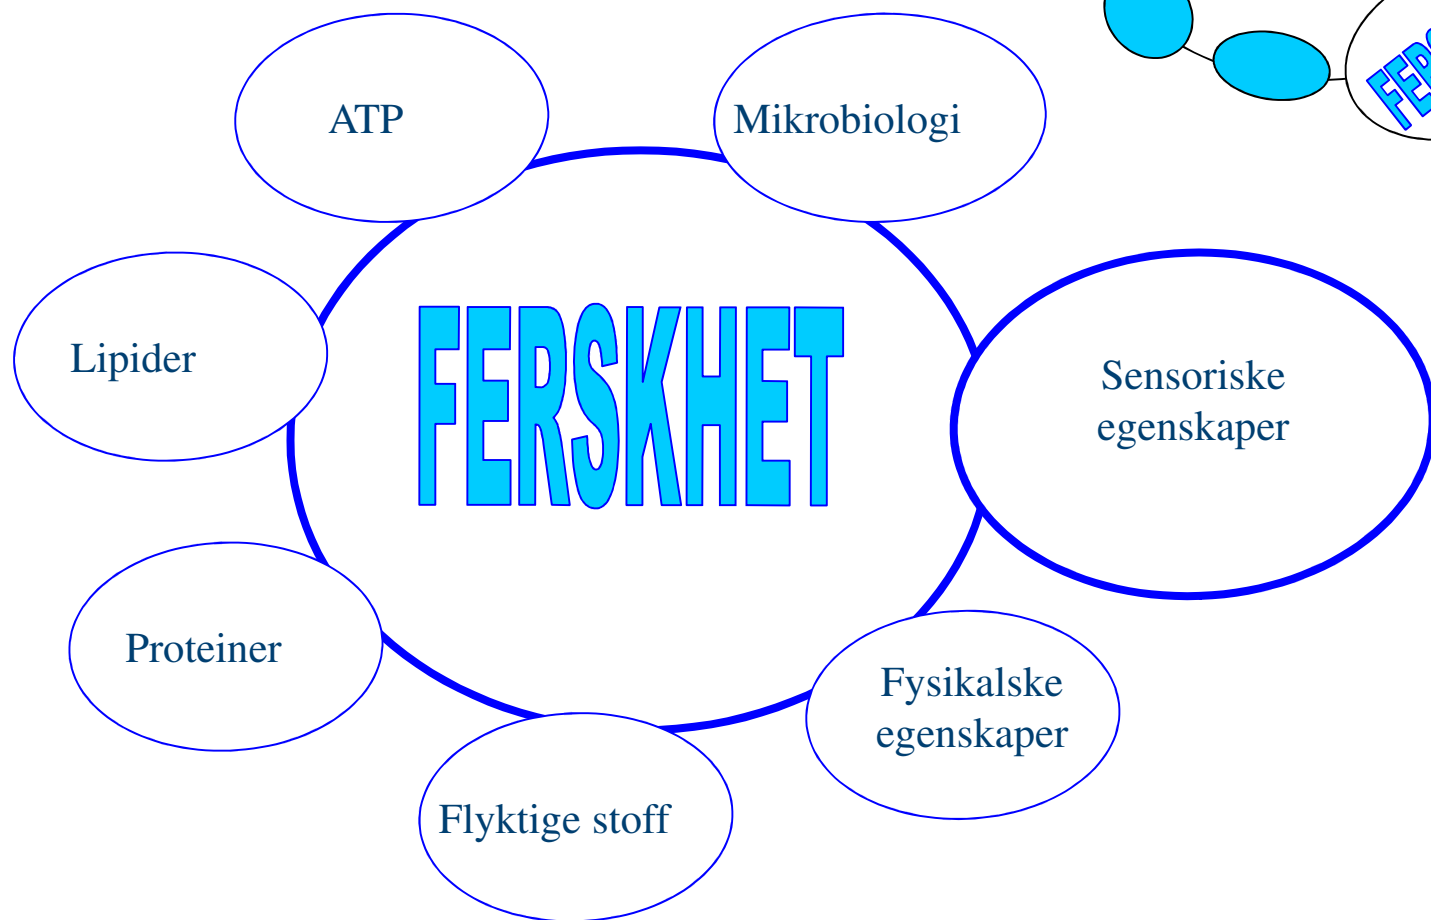 ATP
Mikrobiologi
Lipider
FERSKHET
Sensoriske
egenskaper
Proteiner
Fysikalske
egenskaper
Flyktige stoff